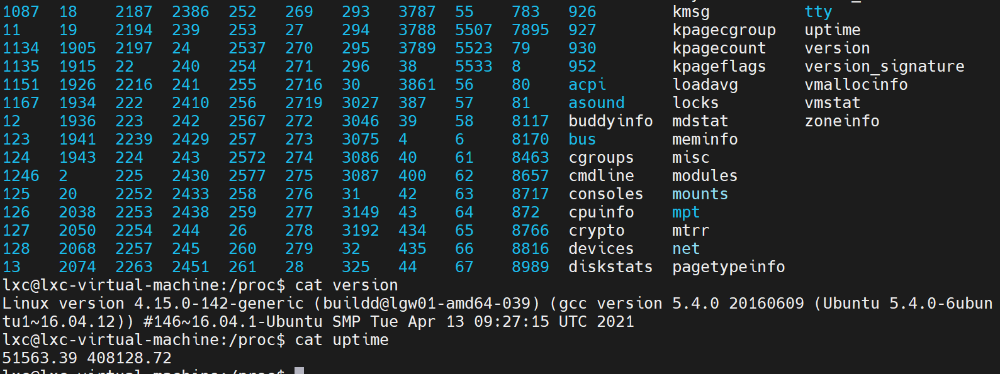 1087 18 2187 2386 252 269 293 3787 55 783 926 kmsg tty
11 19 2194 239 253 27 294 3788 5507 7895 927 kpagecgroup uptime
1134 1905 2197 24 2537 270 295 3789 5523 79 930 kpagecount version
1135 1915 22 240 254 271 296 38 5533 8 952 kpageflags version_signature
1151 1926 2216 241 255 2716 30 3861 56 80 acpi loadavg vmallocinfo
1167 1934 222 2410 256 2719 3027 387 57 81 asound locks vmstat
12 1936 223 242 2567 272 3046 39 58 8117 buddyinfo mdstat zoneinfo
123 1941 2239 2429 257 273 3075 4 6 8170 bus meminfo
124 1943 224 243 2572 274 3086 40 61 8463 cgroups misc
1246 2 225 2430 2577 275 3087 400 62 8657 cmdline modules
125 20 2252 2433 258 276 31 42 63 8717 consoles mounts
126 2038 2253 2438 259 277 3149 43 64 872 cpuinfo mpt
127 2050 2254 244 26 278 3192 434 65 8766 crypto mtrr
128 2068 2257 245 260 279 32 435 66 8816 devices net
13 2074 2263 2451 261 28 325 44 67 8989 diskstats pagetypeinfo
lxc@lxc-virtual-machine:/proc$ cat version
Linux version 4.15.0-142-generic (buildd@lgw01-amd64-039) (gcc version 5.4.0 20160609 (Ubuntu 5.4.0-6ubun
tu1~16.04.12)) #146~16.04.1-Ubuntu SMP Tue Apr 13 09:27:15 UTC 2021
lxc@lxc-virtual-machine:/proc$ cat uptime
51563.39 408128.72
lxc@lxc-virtual-machine:/proc$